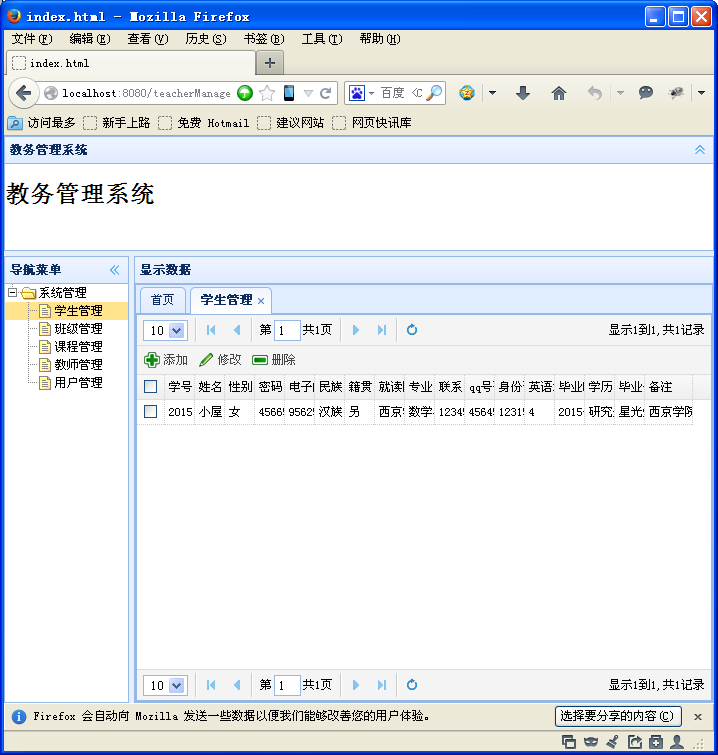 index.html - Mozilla Firefox
文件(F) 编辑(E) 查看(V) 历史(S) 书签(B) 工具(T) 帮助(H)
index.html
localhost:8080/teacherManage 百度
访问最多 新手上路 免费 Hotmail 建议网站 网页快讯库
教务管理系统
教务管理系统
导航菜单
系统管理
学生管理
班级管理
课程管理
教师管理
用户管理
显示数据
首页 学生管理
10 第 1 共1页 显示1到1,共1记录
添加 修改 删除
学号 姓名 性别 密码 电子 民族 籍贯 就读 专业 联系 qq号 身份 英语 毕业 学历 毕业 备注
2015 小屋 女 4566 9562 汉族 男 西京 数学 1234 4564 1231 4 2015 研究 星光 西京学院
10 第 1 共1页 显示1到1,共1记录
Firefox 会自动向 Mozilla 发送一些数据以便我们能够改善您的用户体验。 选择要分享的内容(C)